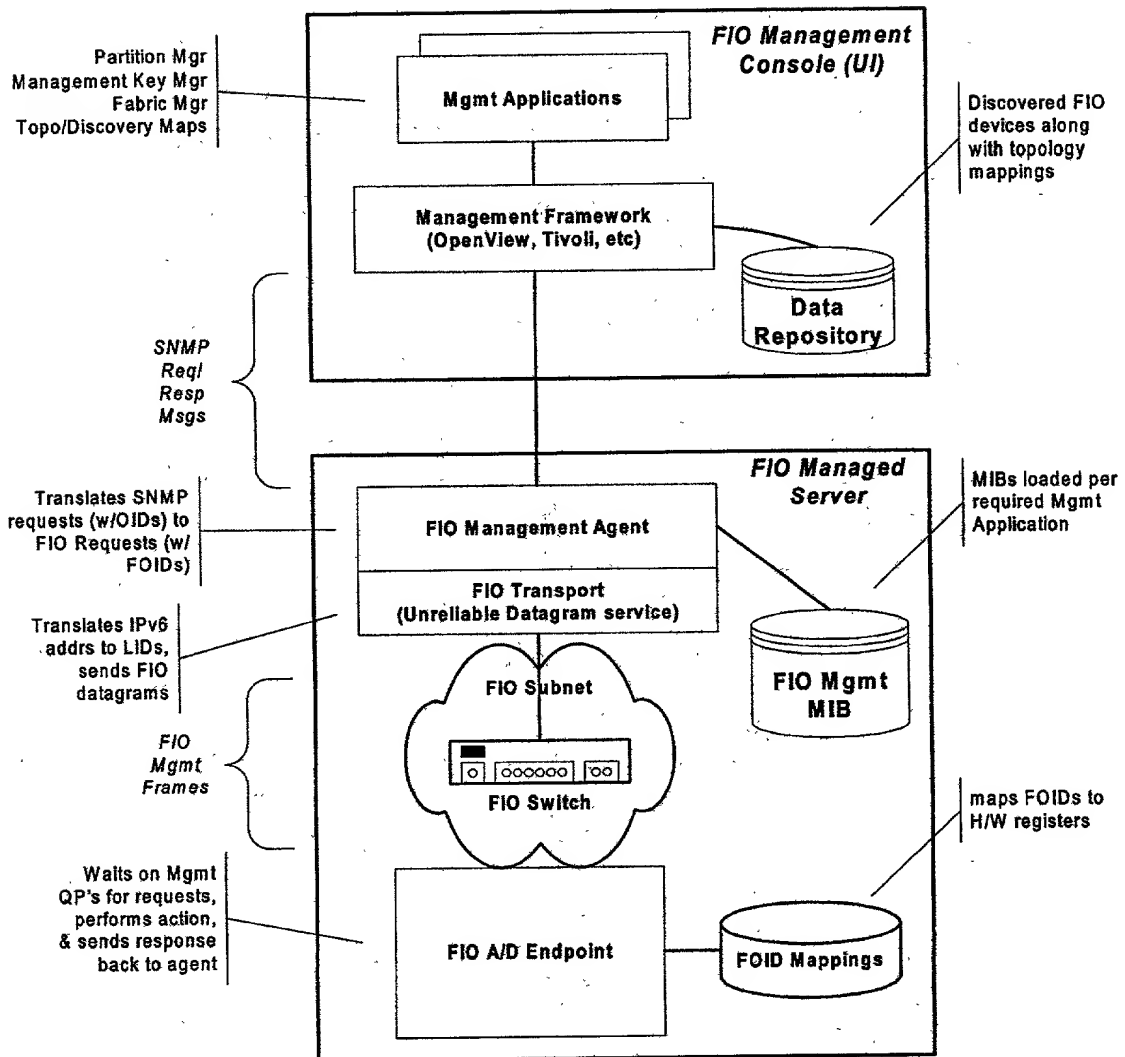 FIO Management
Console (UI)
Partition Mgr
Management Key Mgr
Fabric Mgr
Topo/Discovery Maps
Mgmt Applications
Discovered FIO
devices along
with topology
mappings
Management Framework
(OpenView, Tivoli, etc)
Data
Repository
SNMP
Req/
Resp
Msgs
FIO Managed
Server
Translates SNMP
requests (w/OIDs) to
FIO Requests (w/
FOIDs)
FIO Management Agent
MIBs loaded per
required Mgmt
Application
FIO Transport
(Unreliable Datagram service)
Translates IPv6
addrs to LIDs,
sends FIO
datagrams
FIO Subnet
FIO Mgmt
MIB
FIO
Mgmt
Frames
FIO Switch
maps FOIDs to
H/W registers
Waits on Mgmt
QP's for requests,
performs action,
& sends response
back to agent
FIO A/D Endpoint
FOID Mappings